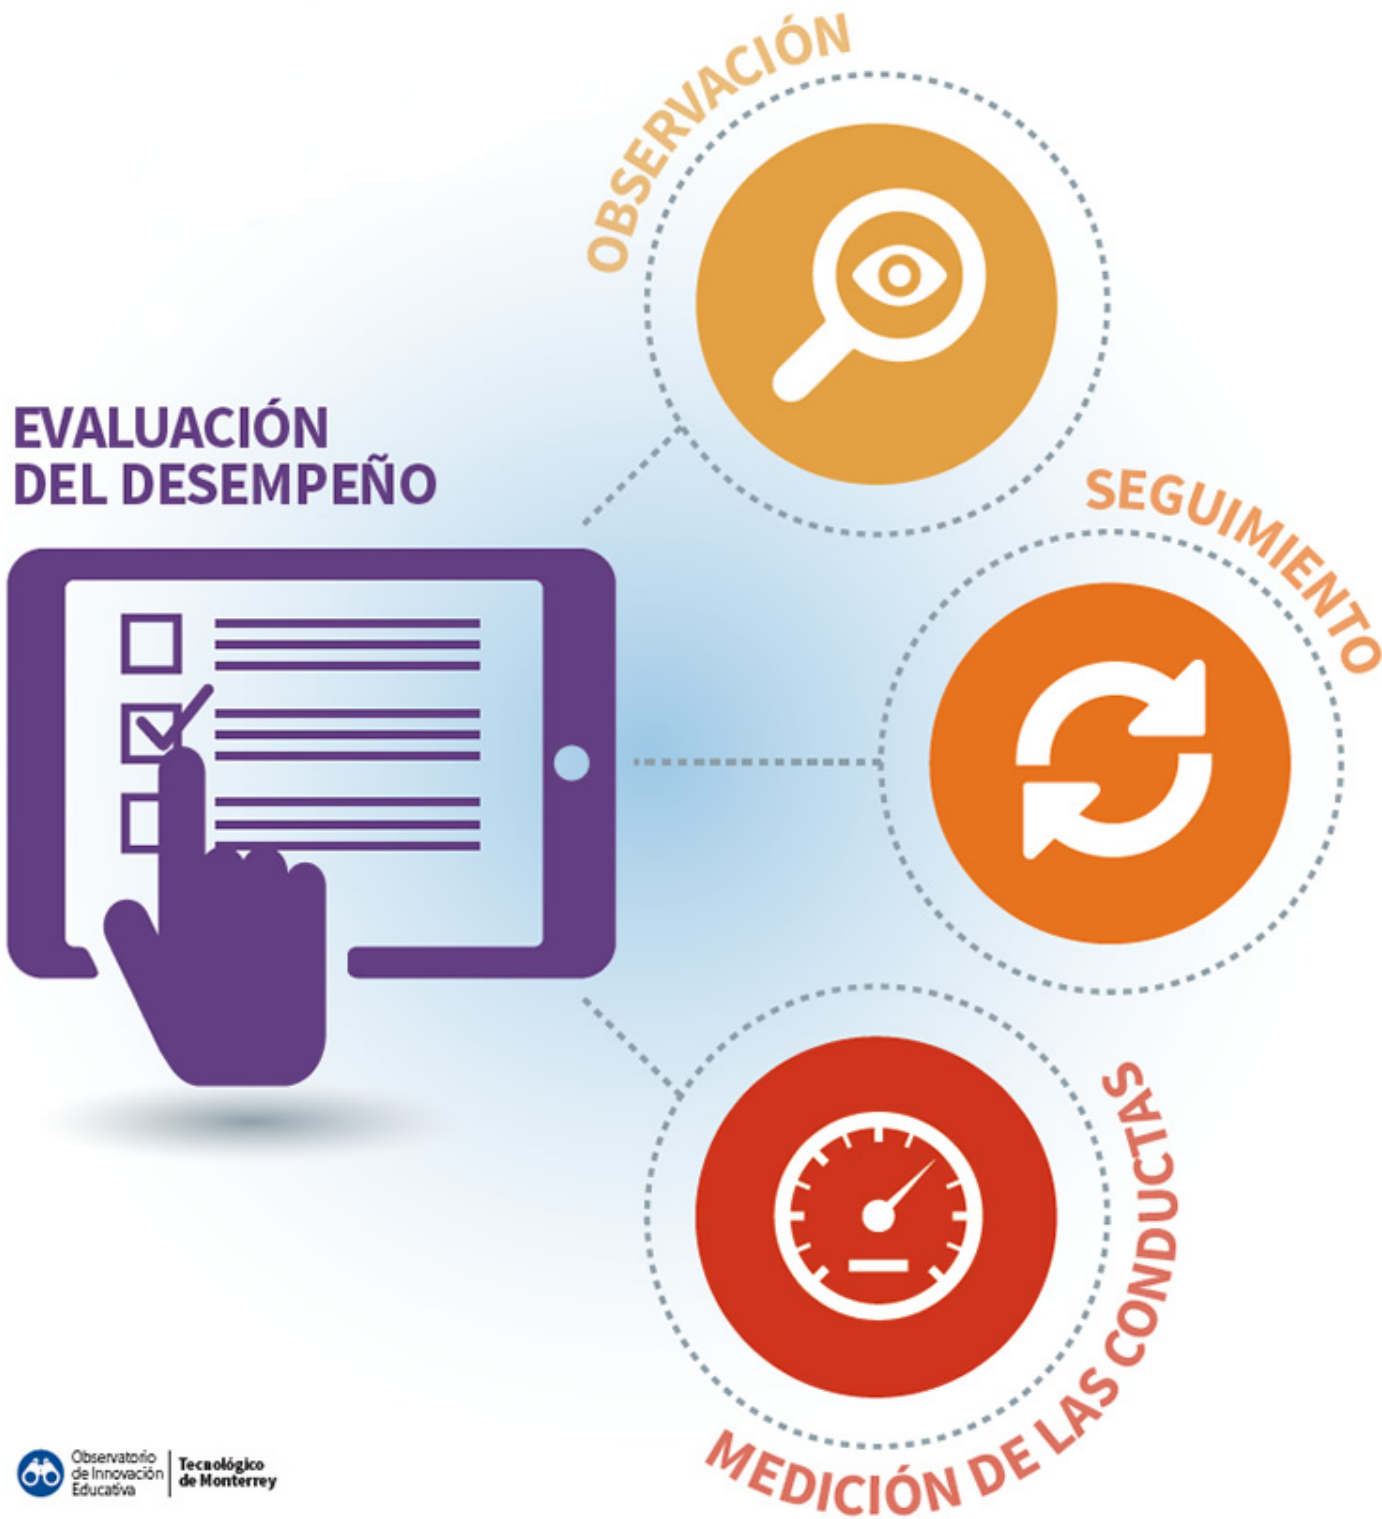 OBSERVACIÓN
EVALUACIÓN
DEL DESEMPEÑO
SEGUIMIENTO
MEDICIÓN DE LAS CONDUCTAS
Observatorio
de Innovación
Educativa
Tecnológico
de Monterrey